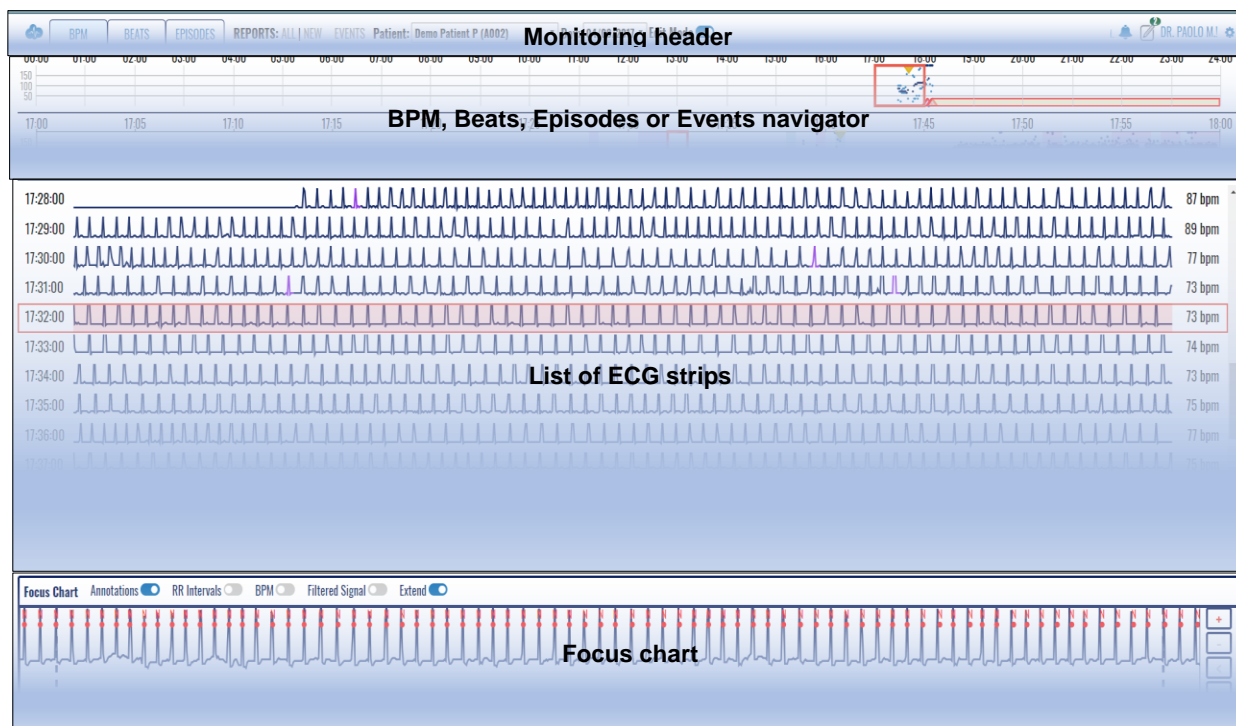 BPM BEATS EPISODES REPORTS: ALL | NEW EVENTS Patient: Demo Patient P (A002) DR. PAOLO M.!
2
Monitoring header
00:00 01:00 02:00 03:00 04:00 05:00 06:00 07:00 08:00 09:00 10:00 11:00 12:00 13:00 14:00 15:00 16:00 17:00 18:00 19:00 20:00 21:00 22:00 23:00 24:00
150
100
50
BPM, Beats, Episodes or Events navigator
17:00 17:05 17:10 17:15 17:45 17:50 17:55 18:00
17:28:00 87 bpm
17:29:00 89 bpm
17:30:00 77 bpm
17:31:00 73 bpm
17:32:00 73 bpm
17:33:00 74 bpm
17:34:00 73 bpm
List of ECG strips
17:35:00 75 bpm
17:36:00 77 bpm
Focus Chart Annotations RR Intervals BPM Filtered Signal Extend
+
Focus chart